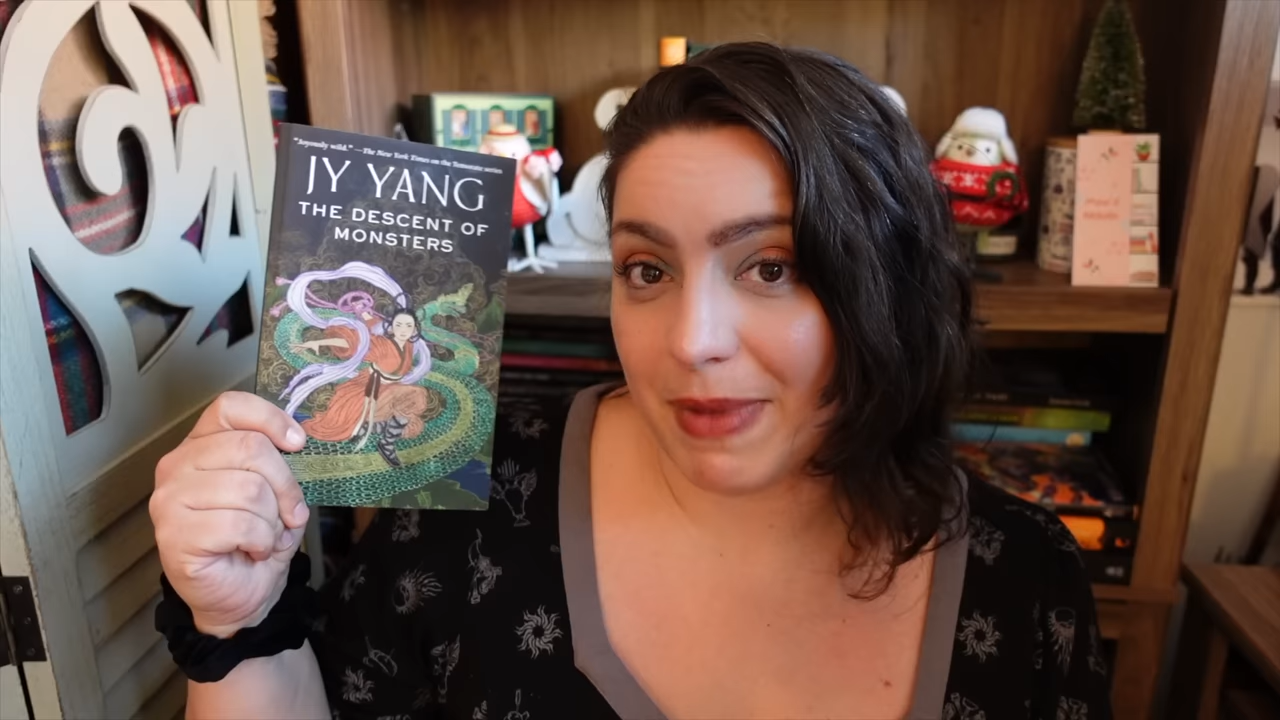 "Joyously wild." —The New York Times on the Tensorate series
JY YANG
THE DESCENT OF
MONSTERS